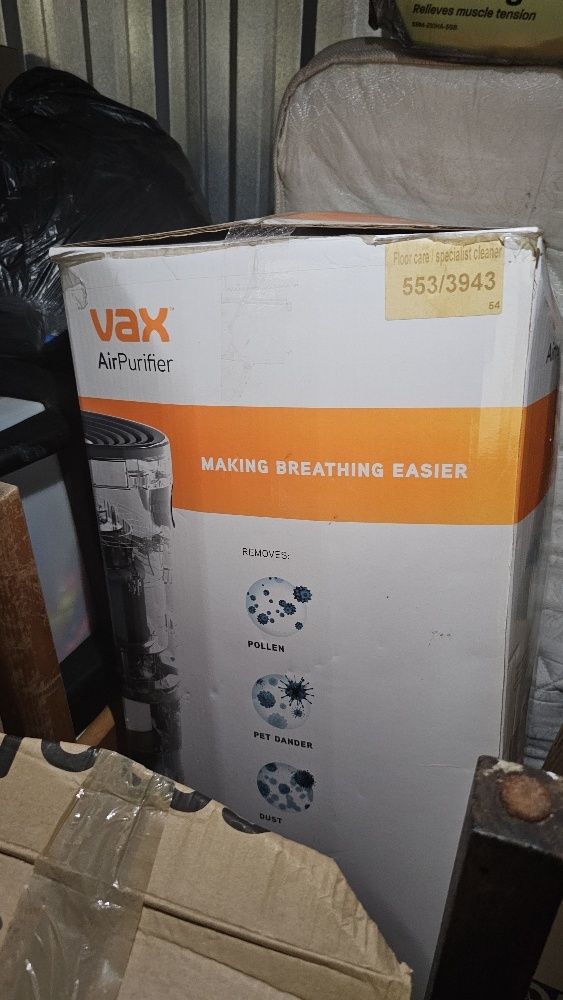 Relieves muscle tension
Floor care / specialist cleaner
553/3943
64
vax™
AirPurifier
MAKING BREATHING EASIER
REMOVES:
POLLEN
PET DANDER
DUST